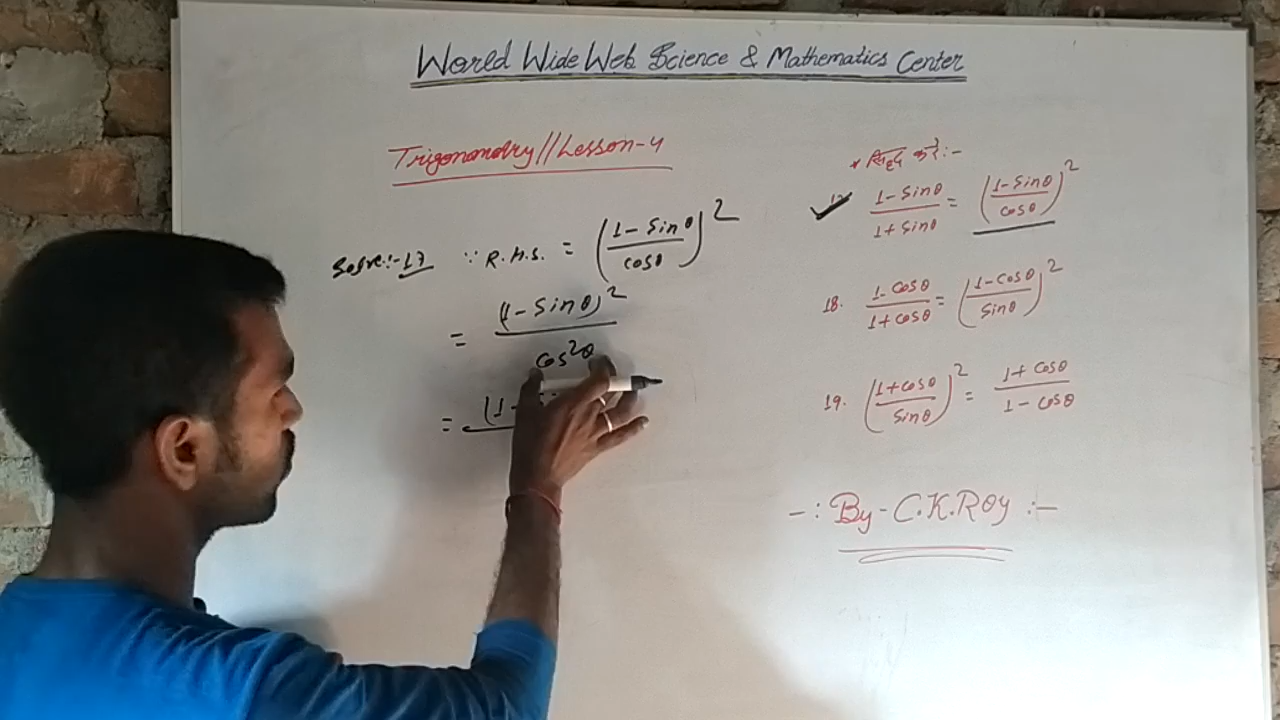 World Wide Web Science & Mathematics Center
Trigonometry//Lesson-4
Solve:-17 ∵ R.H.S. = ((1-Sinθ)/cosθ)²
= (1-Sinθ)²/cos²θ
= (1-
* सिद्ध करें:-
(1-Sinθ)/(1+Sinθ) = ((1-Sinθ)/cosθ)²
18. (1-Cosθ)/(1+Cosθ) = ((1-Cosθ)/Sinθ)²
19. ((1+Cosθ)/Sinθ)² = (1+Cosθ)/(1-Cosθ)
-: By-C.K.Roy :-